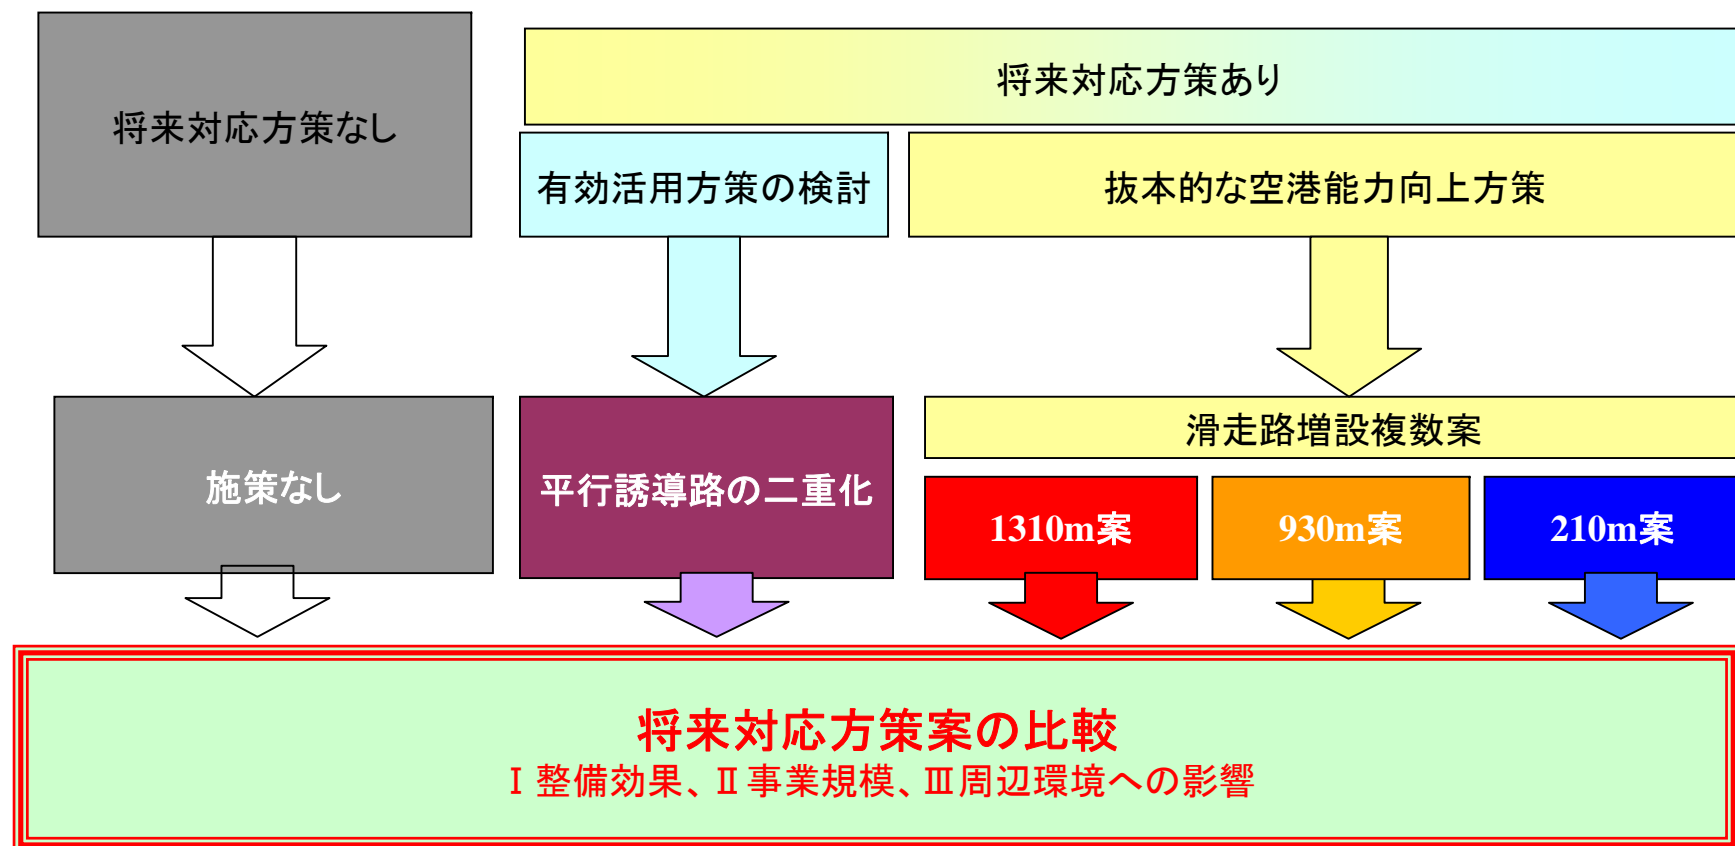 将来対応方策なし
将来対応方策あり
有効活用方策の検討
抜本的な空港能力向上方策
施策なし
平行誘導路の二重化
滑走路増設複数案
1310m案
930m案
210m案
将来対応方策案の比較
Ⅰ整備効果、Ⅱ事業規模、Ⅲ周辺環境への影響